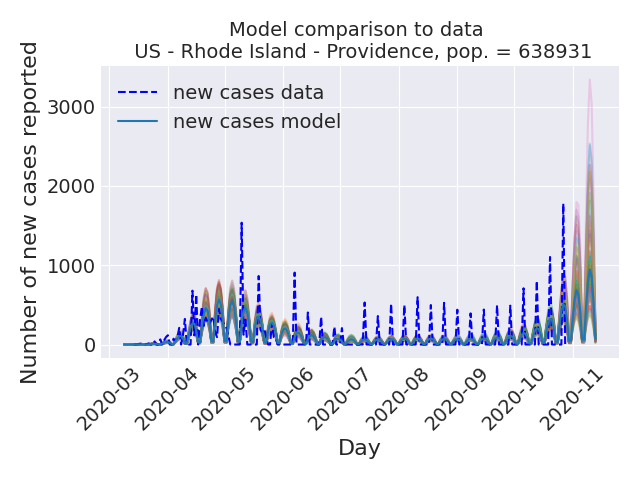 Model comparison to data
US - Rhode Island - Providence, pop. = 638931
Number of new cases reported
3000
2000
1000
0
new cases data
new cases model
2020-03
2020-04
2020-05
2020-06
2020-07
2020-08
2020-09
2020-10
2020-11
Day